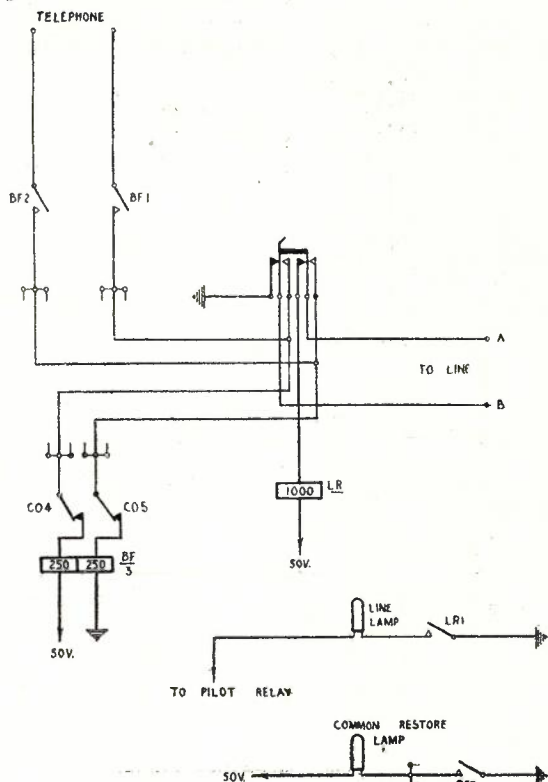 TELEPHONE
BF2
BF1
A
TO LINE
B
CO4
CO5
1000
LR
250
250
BF
3
50V.
50V.
LINE
LAMP
LR1
TO PILOT RELAY
COMMON RESTORE
LAMP
50V.